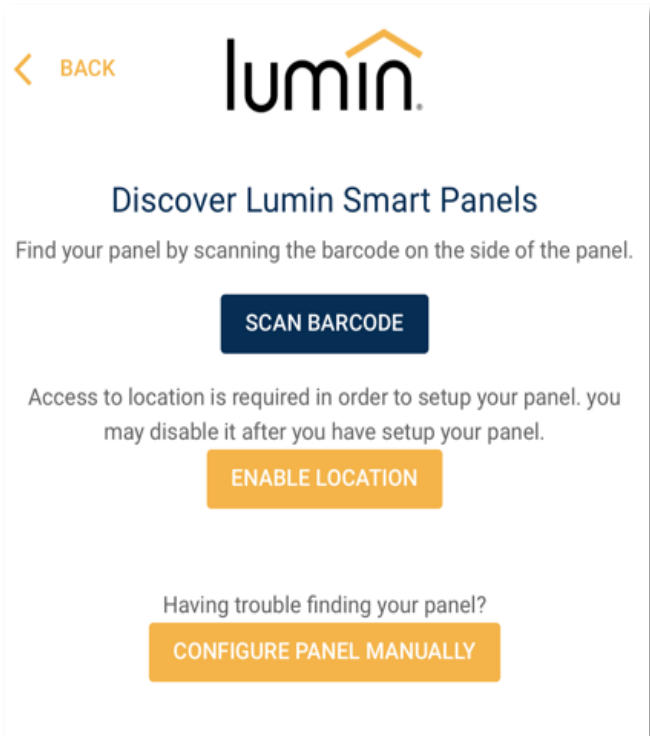 BACK
lumin
Discover Lumin Smart Panels
Find your panel by scanning the barcode on the side of the panel.
SCAN BARCODE
Access to location is required in order to setup your panel. you
may disable it after you have setup your panel.
ENABLE LOCATION
Having trouble finding your panel?
CONFIGURE PANEL MANUALLY